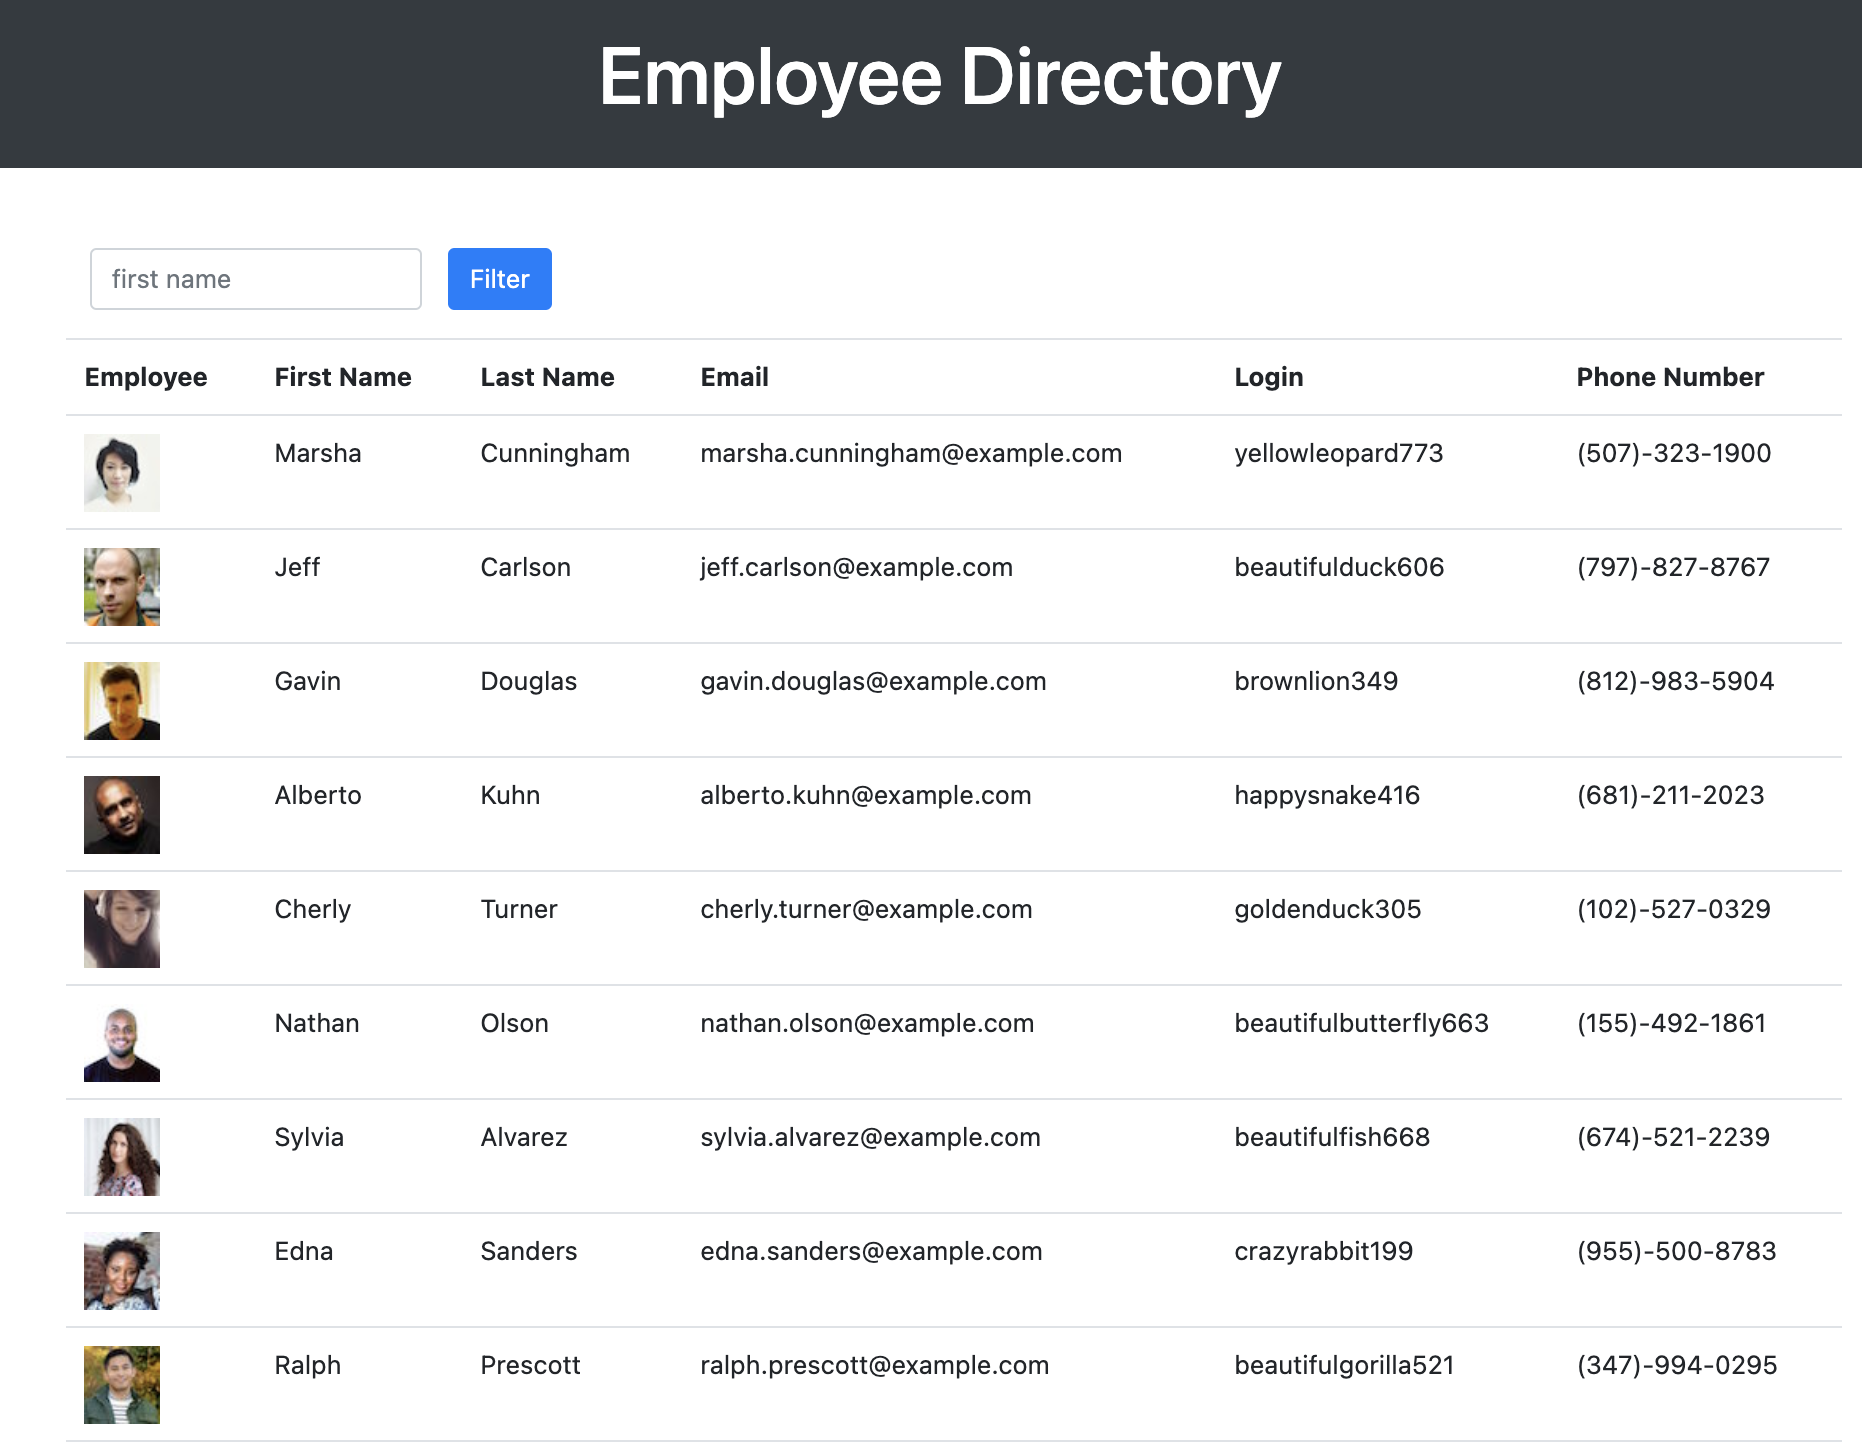 Employee Directory
first name Filter
Employee First Name Last Name Email Login Phone Number
Marsha Cunningham marsha.cunningham@example.com yellowleopard773 (507)-323-1900
Jeff Carlson jeff.carlson@example.com beautifulduck606 (797)-827-8767
Gavin Douglas gavin.douglas@example.com brownlion349 (812)-983-5904
Alberto Kuhn alberto.kuhn@example.com happysnake416 (681)-211-2023
Cherly Turner cherly.turner@example.com goldenduck305 (102)-527-0329
Nathan Olson nathan.olson@example.com beautifulbutterfly663 (155)-492-1861
Sylvia Alvarez sylvia.alvarez@example.com beautifulfish668 (674)-521-2239
Edna Sanders edna.sanders@example.com crazyrabbit199 (955)-500-8783
Ralph Prescott ralph.prescott@example.com beautifulgorilla521 (347)-994-0295